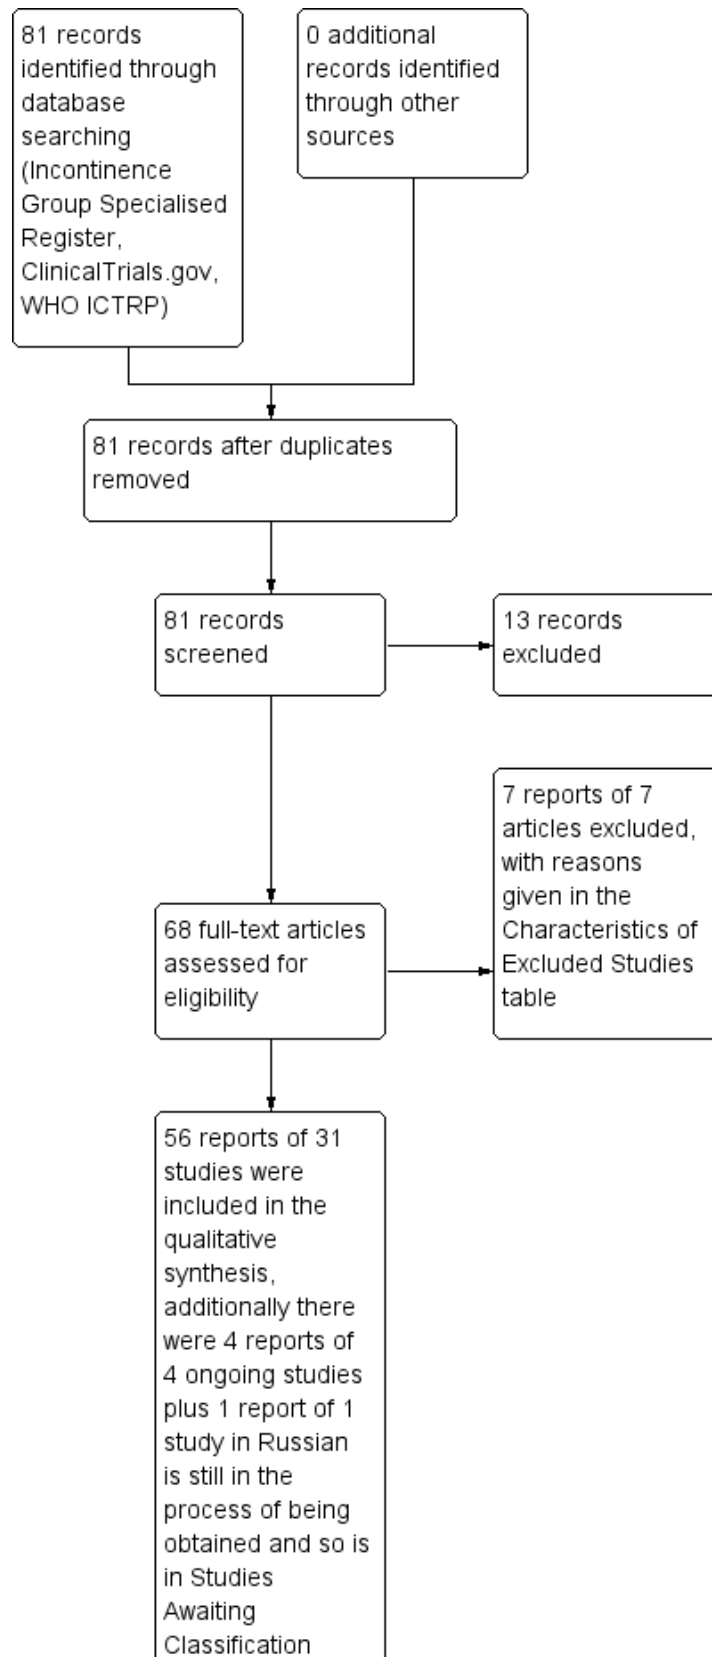 81 records
identified through
database
searching
(Incontinence
Group Specialised
Register,
ClinicalTrials.gov,
WHO ICTRP)
0 additional
records identified
through other
sources
81 records after duplicates
removed
81 records
screened
13 records
excluded
7 reports of 7
articles excluded,
with reasons
given in the
Characteristics of
Excluded Studies
table
68 full-text articles
assessed for
eligibility
56 reports of 31
studies were
included in the
qualitative
synthesis,
additionally there
were 4 reports of
4 ongoing studies
plus 1 report of 1
study in Russian
is still in the
process of being
obtained and so is
in Studies
Awaiting
Classification